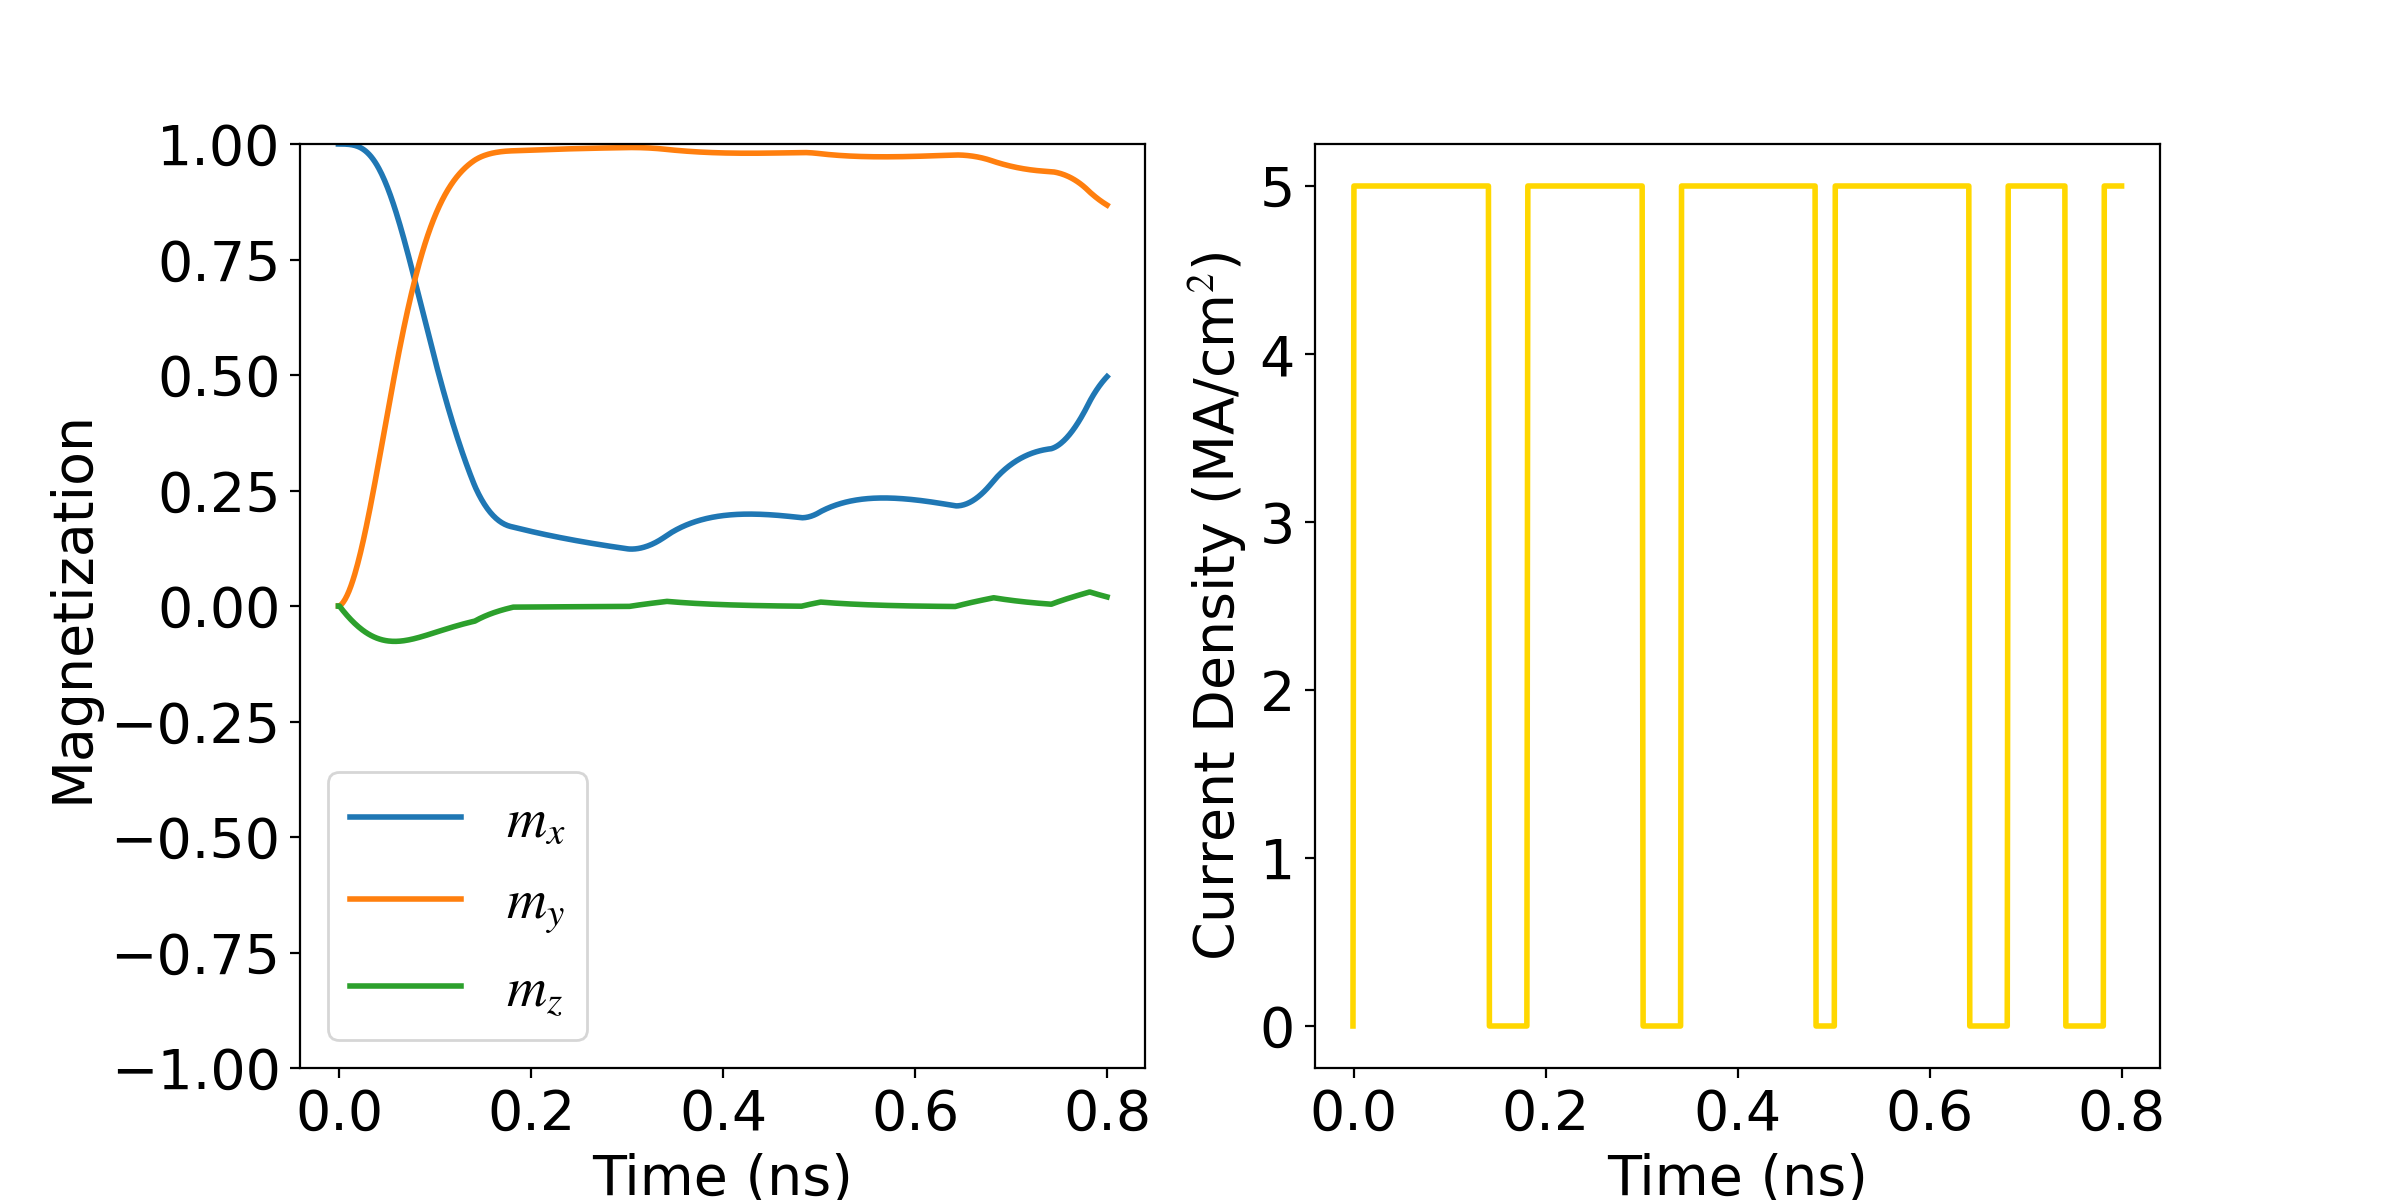 1.00
0.75
0.50
0.25
0.00
−0.25
−0.50
−0.75
−1.00
Magnetization
m_x
m_y
m_z
0.0 0.2 0.4 0.6 0.8
Time (ns)
5
4
3
2
1
0
Current Density (MA/cm²)
0.0 0.2 0.4 0.6 0.8
Time (ns)